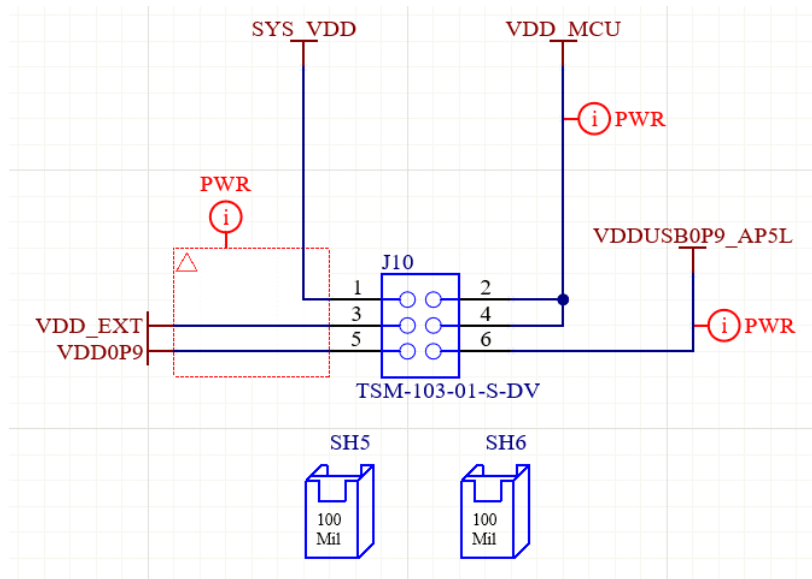 SYS_VDD
VDD_MCU
i PWR
PWR
i
VDDUSB0P9_AP5L
J10
1 2
VDD_EXT 3 4
i PWR
VDD0P9 5 6
TSM-103-01-S-DV
SH5 SH6
100 100
Mil Mil